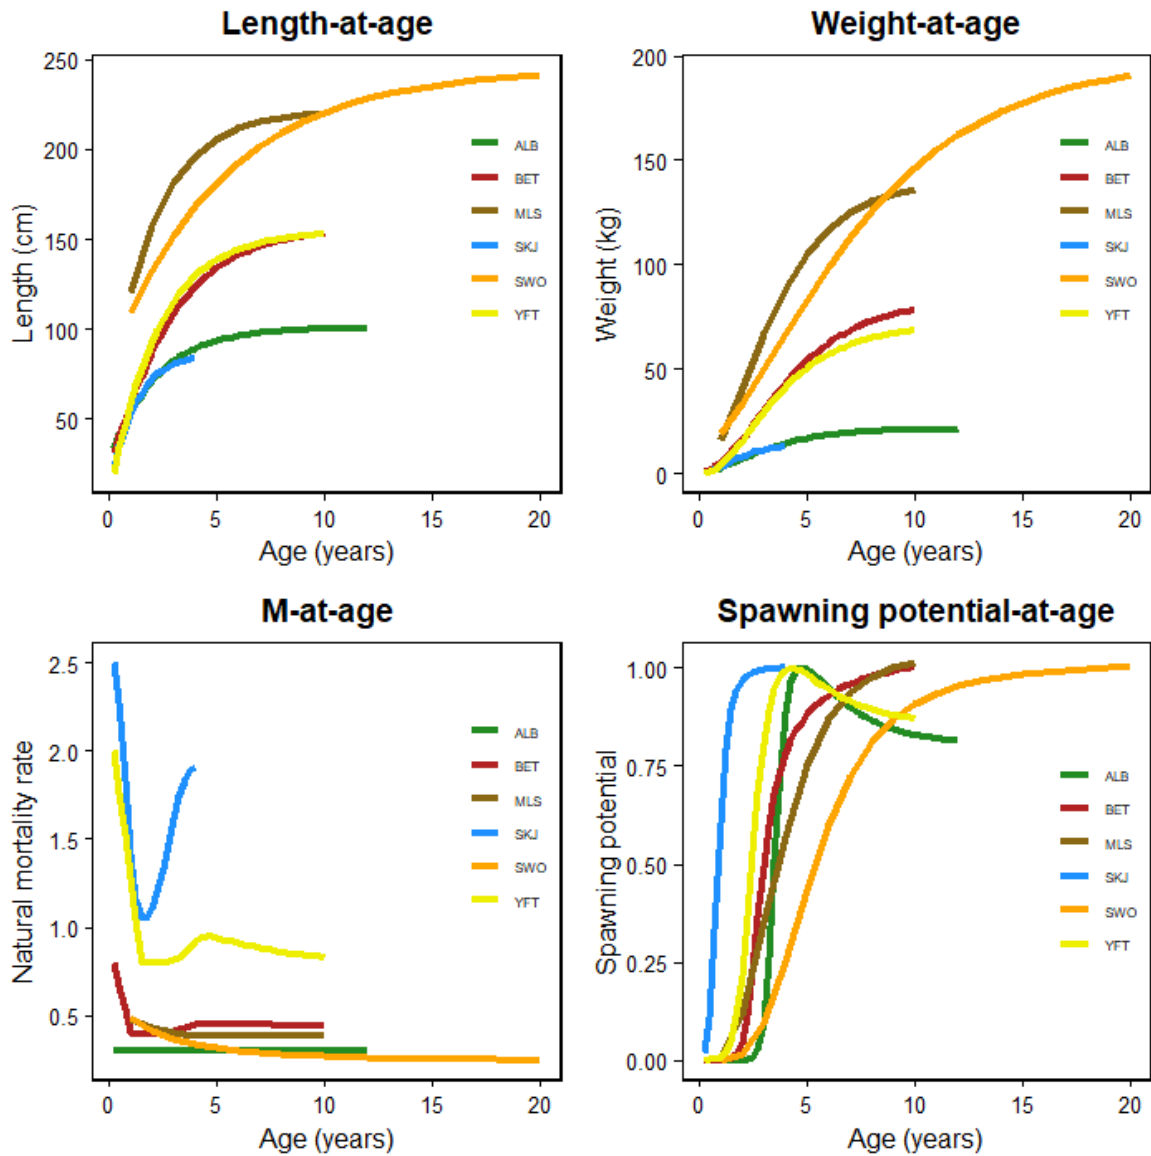 Length-at-age
Length (cm)
250
200
150
100
50
0
5
10
15
20
Age (years)
ALB
BET
MLS
SKJ
SWO
YFT
Weight-at-age
Weight (kg)
200
150
100
50
0
0
5
10
15
20
Age (years)
ALB
BET
MLS
SKJ
SWO
YFT
M-at-age
Natural mortality rate
2.5
2.0
1.5
1.0
0.5
0
5
10
15
20
Age (years)
ALB
BET
MLS
SKJ
SWO
YFT
Spawning potential-at-age
Spawning potential
1.00
0.75
0.50
0.25
0.00
0
5
10
15
20
Age (years)
ALB
BET
MLS
SKJ
SWO
YFT